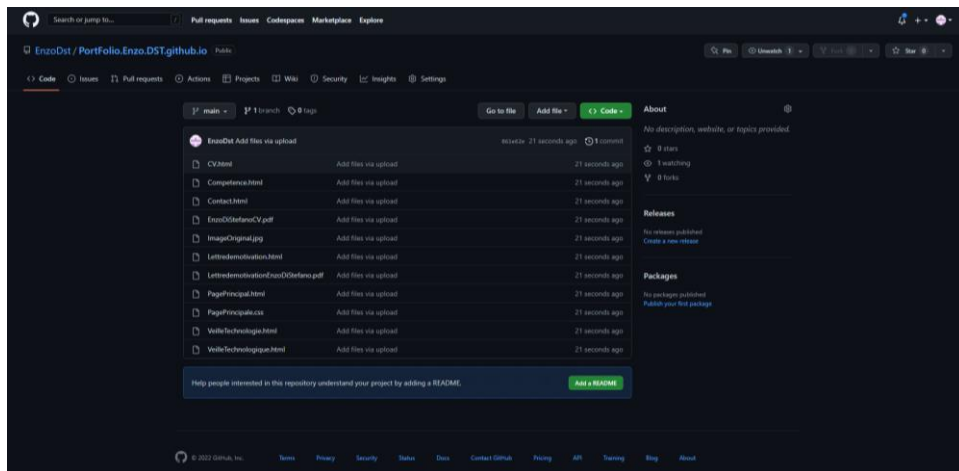 Search or jump to... / Pull requests Issues Codespaces Marketplace Explore
EnzoDst / PortFolio.Enzo.DST.github.io Public Pin Unwatch 1 Fork 0 Star 0
Code Issues Pull requests Actions Projects Wiki Security Insights Settings
main 1 branch 0 tags Go to file Add file Code
About
No description, website, or topics provided.
0 stars
1 watching
0 forks
Releases
No releases published
Create a new release
Packages
No packages published
Publish your first package
EnzoDst Add files via upload 21 seconds ago 1 commit
CV.html Add files via upload 21 seconds ago
Competence.html Add files via upload 21 seconds ago
Contact.html Add files via upload 21 seconds ago
EnzoDiStefanoCV.pdf Add files via upload 21 seconds ago
ImageOriginal.jpg Add files via upload 21 seconds ago
Lettredemotivation.html Add files via upload 21 seconds ago
LettredemotivationEnzoDiStefano.pdf Add files via upload 21 seconds ago
PagePrincipal.html Add files via upload 21 seconds ago
PagePrincipale.css Add files via upload 21 seconds ago
VeilleTechnologie.html Add files via upload 21 seconds ago
VeilleTechnologique.html Add files via upload 21 seconds ago
Help people interested in this repository understand your project by adding a README. Add a README
© 2022 GitHub, Inc. Terms Privacy Security Status Docs Contact GitHub Pricing API Training Blog About